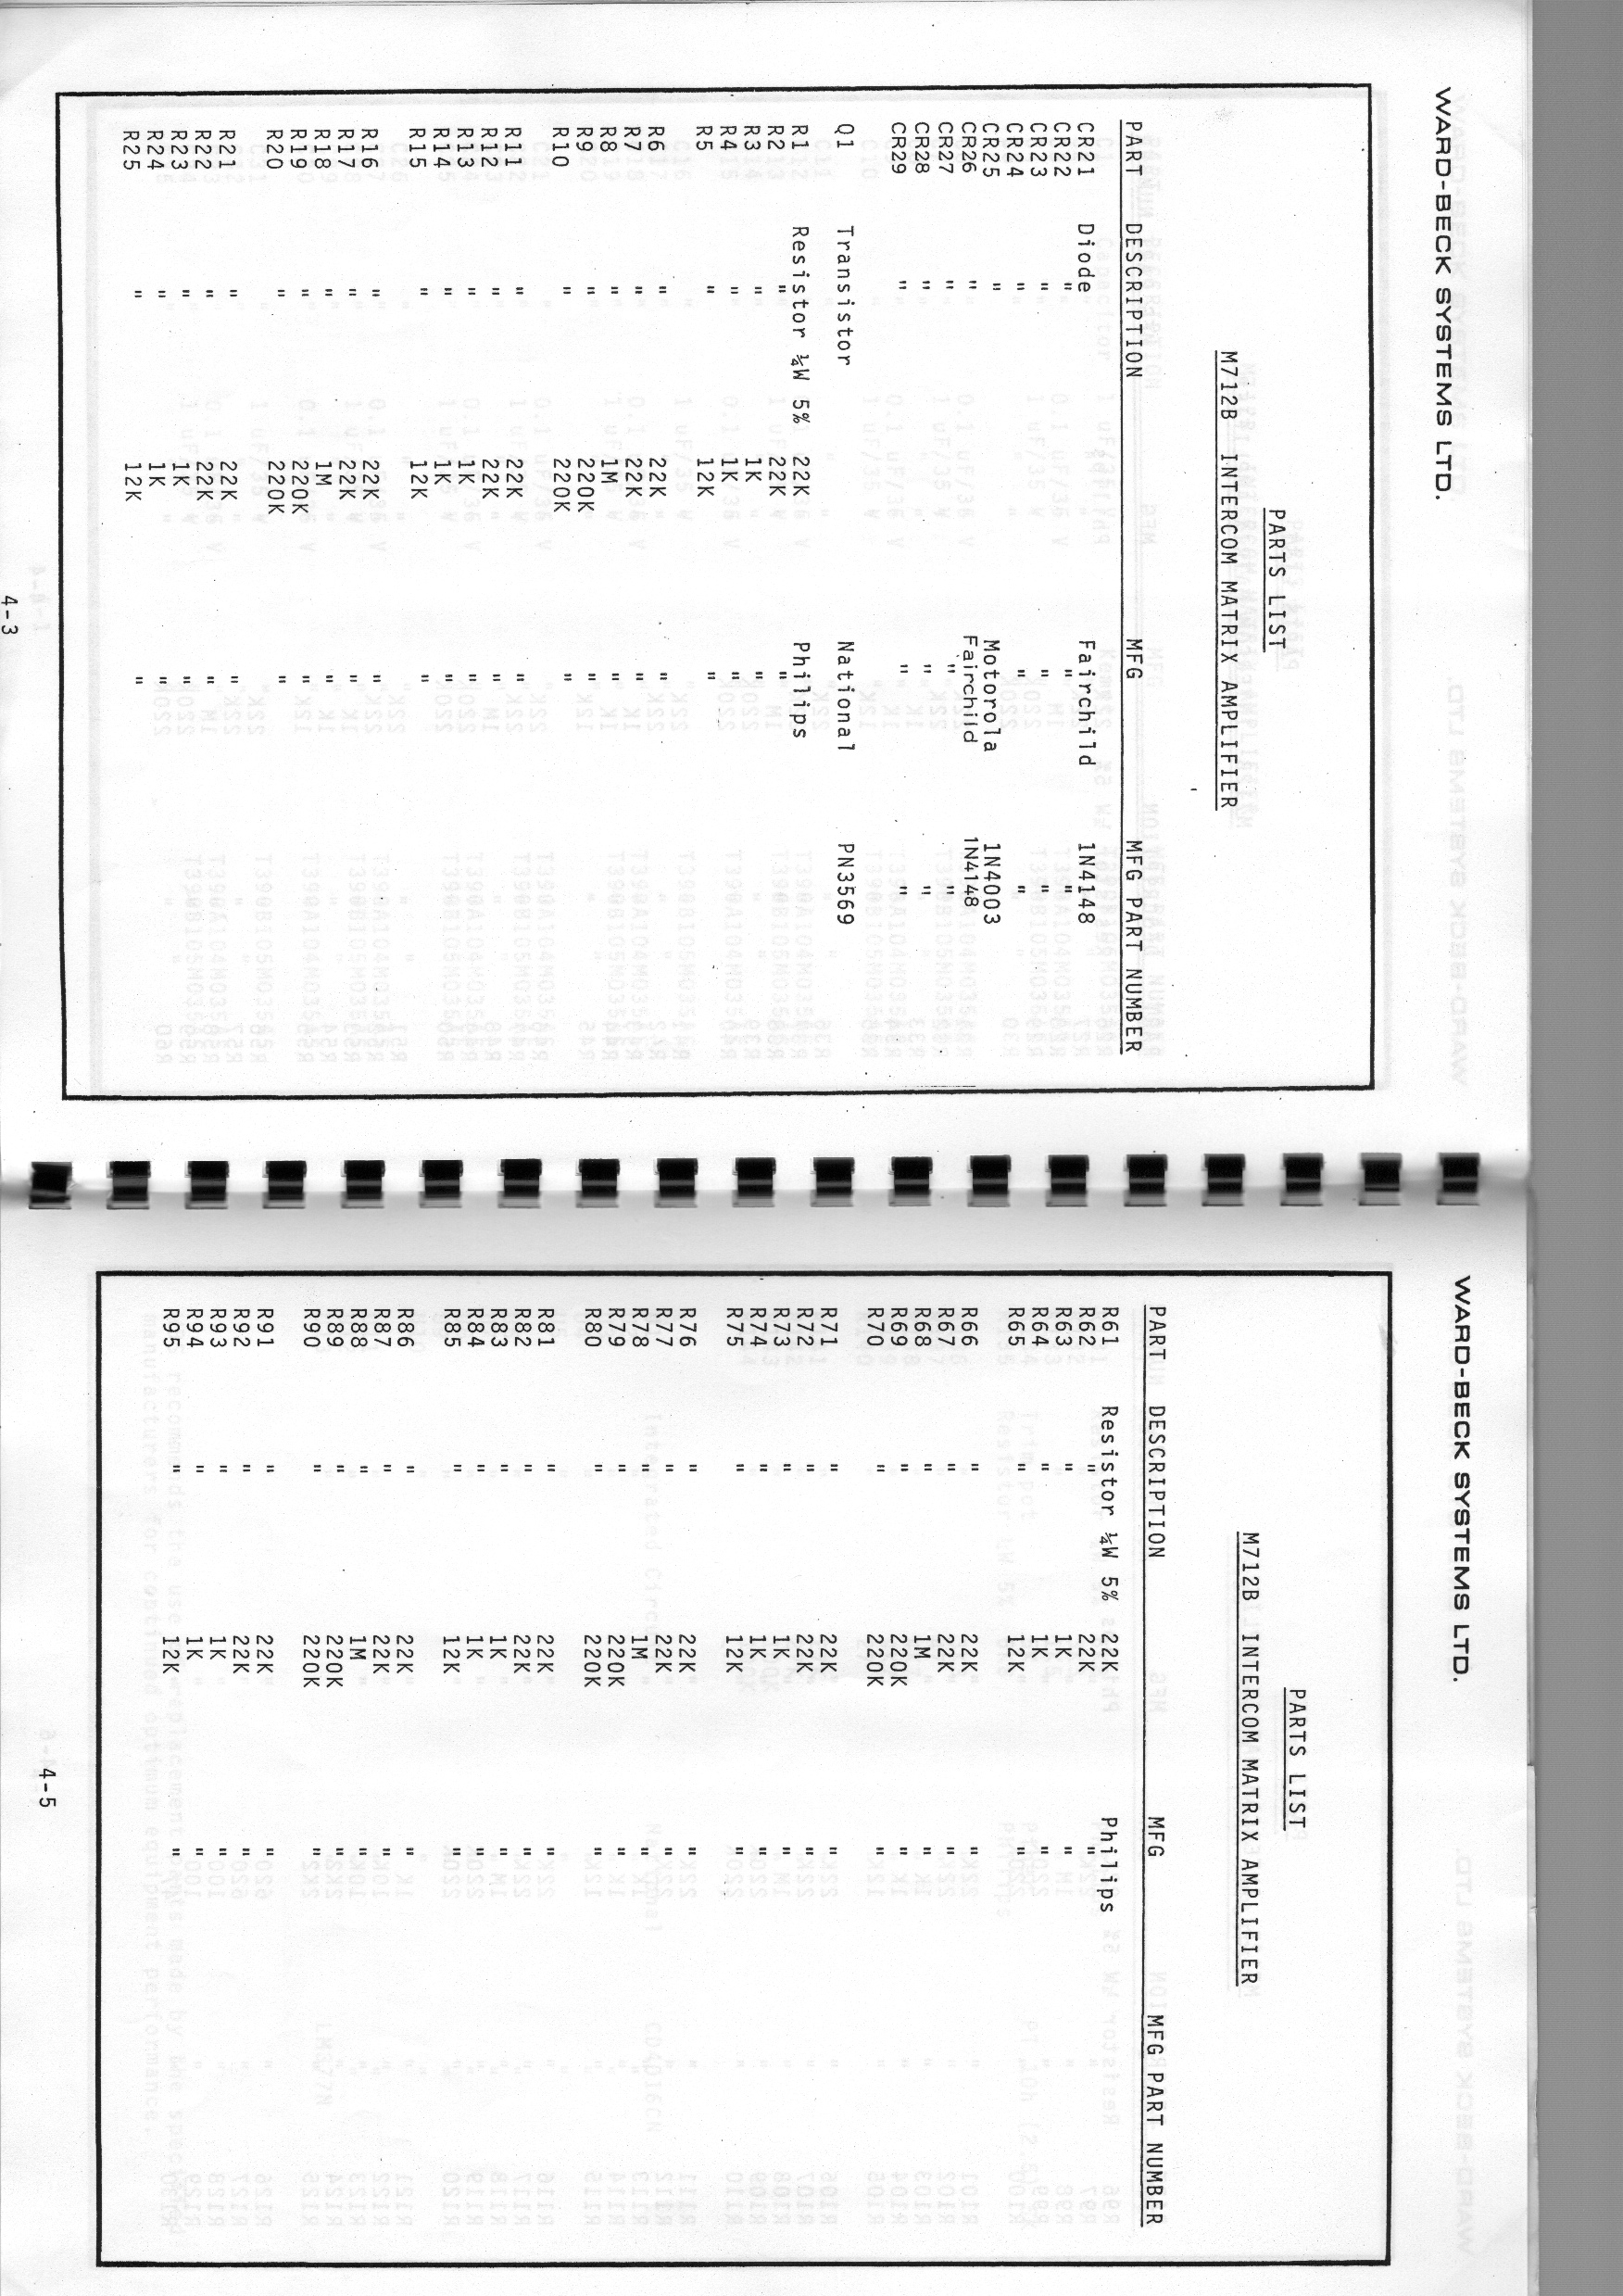 WARD-BECK SYSTEMS LTD.
PARTS LIST
M712B INTERCOM MATRIX AMPLIFIER
PART DESCRIPTION MFG MFG PART NUMBER
CR21 Diode Fairchild 1N4148
CR22 " " "
CR23 " " "
CR24 " " "
CR25 " Motorola 1N4003
CR26 " Fairchild 1N4148
CR27 " " "
CR28 " " "
CR29 " " "
Q1 Transistor National PN3569
R1 Resistor ¼W 5% 22K Philips
R2 " 22K "
R3 " 1K "
R4 " 1K "
R5 " 12K "
R6 " 22K "
R7 " 22K "
R8 " 1M "
R9 " 220K "
R10 " 220K "
R11 " 22K "
R12 " 22K "
R13 " 1K "
R14 " 1K "
R15 " 12K "
R16 " 22K "
R17 " 22K "
R18 " 1M "
R19 " 220K "
R20 " 220K "
R21 " 22K "
R22 " 22K "
R23 " 1K "
R24 " 1K "
R25 " 12K "
4-3
WARD-BECK SYSTEMS LTD.
PARTS LIST
M712B INTERCOM MATRIX AMPLIFIER
PART DESCRIPTION MFG MFG PART NUMBER
R61 Resistor ¼W 5% 22K Philips
R62 " 22K "
R63 " 1K "
R64 " 1K "
R65 " 12K "
R66 " 22K "
R67 " 22K "
R68 " 1M "
R69 " 220K "
R70 " 220K "
R71 " 22K "
R72 " 22K "
R73 " 1K "
R74 " 1K "
R75 " 12K "
R76 " 22K "
R77 " 22K "
R78 " 1M "
R79 " 220K "
R80 " 220K "
R81 " 22K "
R82 " 22K "
R83 " 1K "
R84 " 1K "
R85 " 12K "
R86 " 22K "
R87 " 22K "
R88 " 1M "
R89 " 220K "
R90 " 220K "
R91 " 22K "
R92 " 22K "
R93 " 1K "
R94 " 1K "
R95 " 12K "
4-5